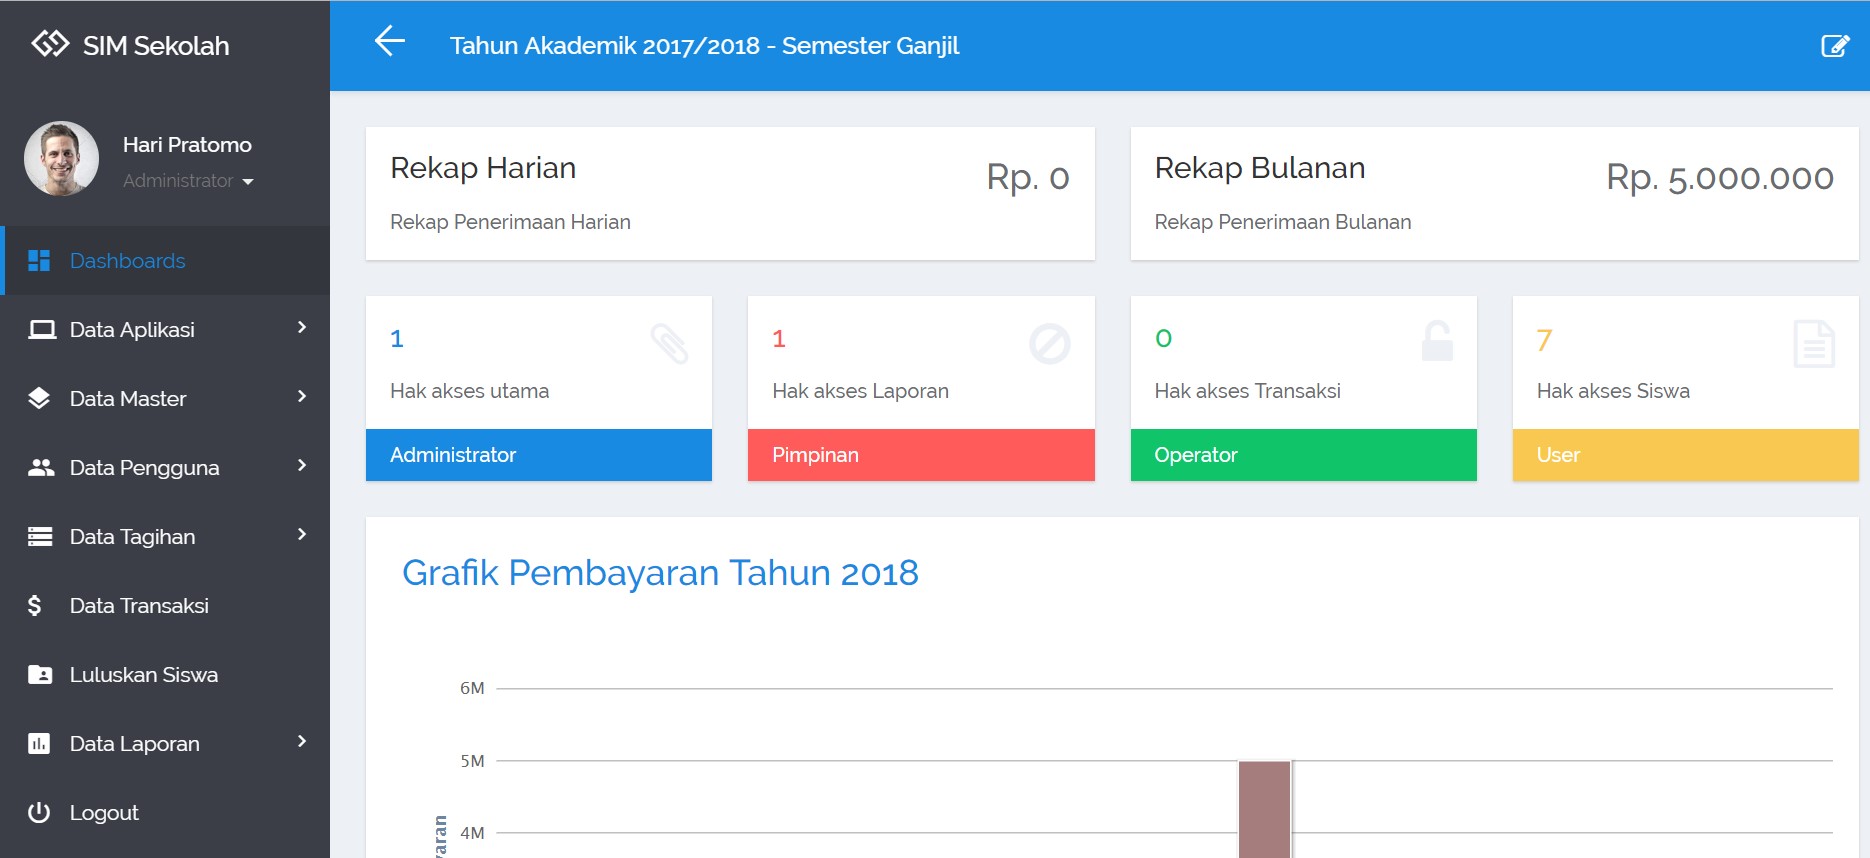 SIM Sekolah
Hari Pratomo
Administrator
Dashboards
Data Aplikasi
Data Master
Data Pengguna
Data Tagihan
Data Transaksi
Luluskan Siswa
Data Laporan
Logout
Tahun Akademik 2017/2018 - Semester Ganjil
Rekap Harian
Rp. 0
Rekap Penerimaan Harian
Rekap Bulanan
Rp. 5.000.000
Rekap Penerimaan Bulanan
1
Hak akses utama
Administrator
1
Hak akses Laporan
Pimpinan
0
Hak akses Transaksi
Operator
7
Hak akses Siswa
User
Grafik Pembayaran Tahun 2018
6M
5M
4M